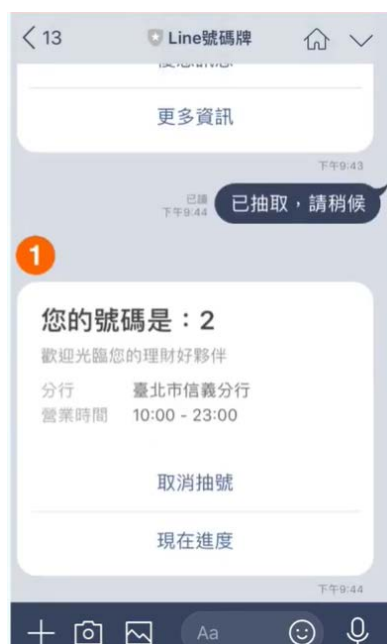 13
Line號碼牌
更多資訊
下午9:43
已讀
下午9:44
已抽取，請稍候
1
您的號碼是：2
歡迎光臨您的理財好夥伴
分行 臺北市信義分行
營業時間 10:00 - 23:00
取消抽號
現在進度
下午9:44
Aa